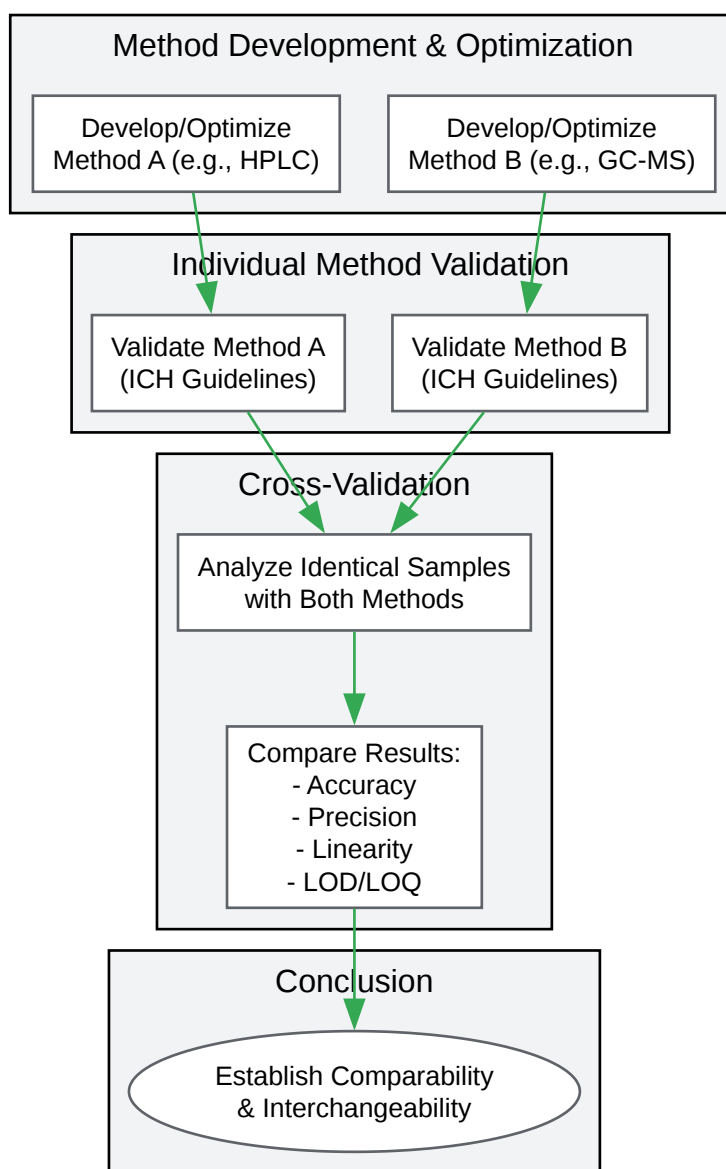 Method Development & Optimization
Develop/Optimize
Method A (e.g., HPLC)
Develop/Optimize
Method B (e.g., GC-MS)
Individual Method Validation
Validate Method A
(ICH Guidelines)
Validate Method B
(ICH Guidelines)
Cross-Validation
Analyze Identical Samples
with Both Methods
Compare Results:
- Accuracy
- Precision
- Linearity
- LOD/LOQ
Conclusion
Establish Comparability
& Interchangeability